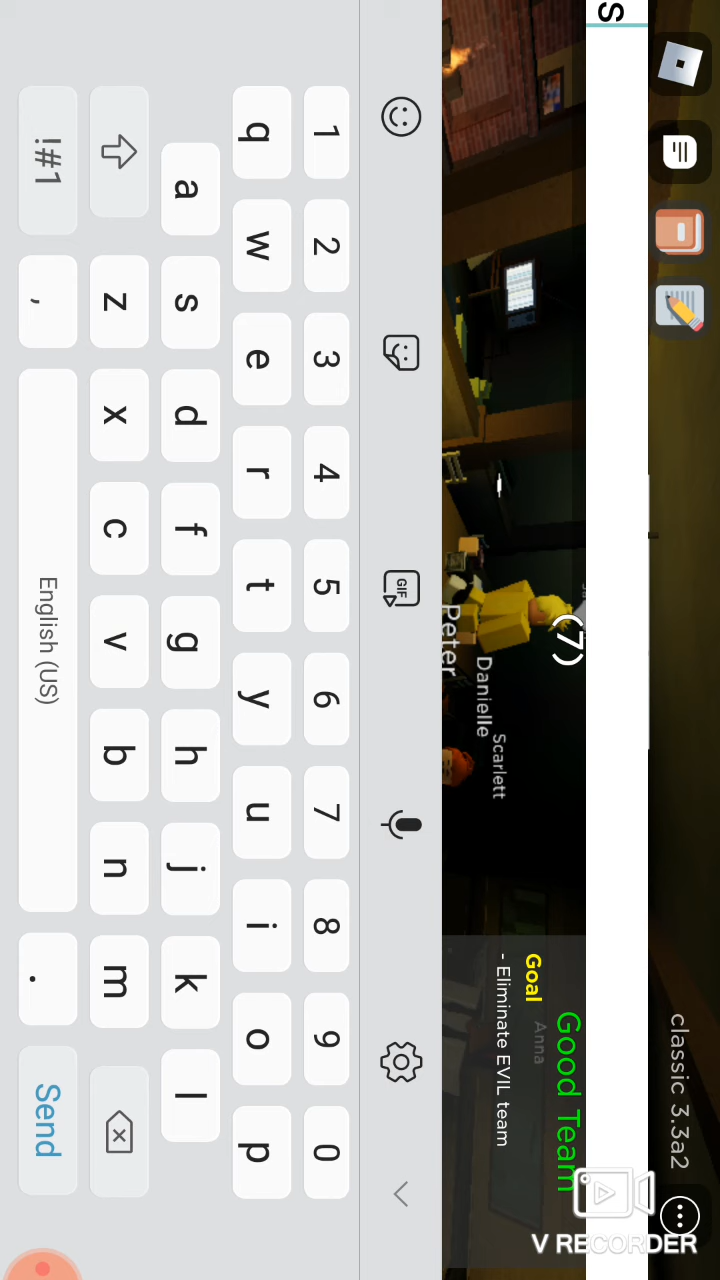 classic 3.3a2
s
(7)
Good Team
Anna
Goal
- Eliminate EVIL team
Scarlett
Danielle
Peter
V RECORDER
GIF
1 2 3 4 5 6 7 8 9 0
q w e r t y u i o p
a s d f g h j k l
z x c v b n m
!#1 , English (US) . Send